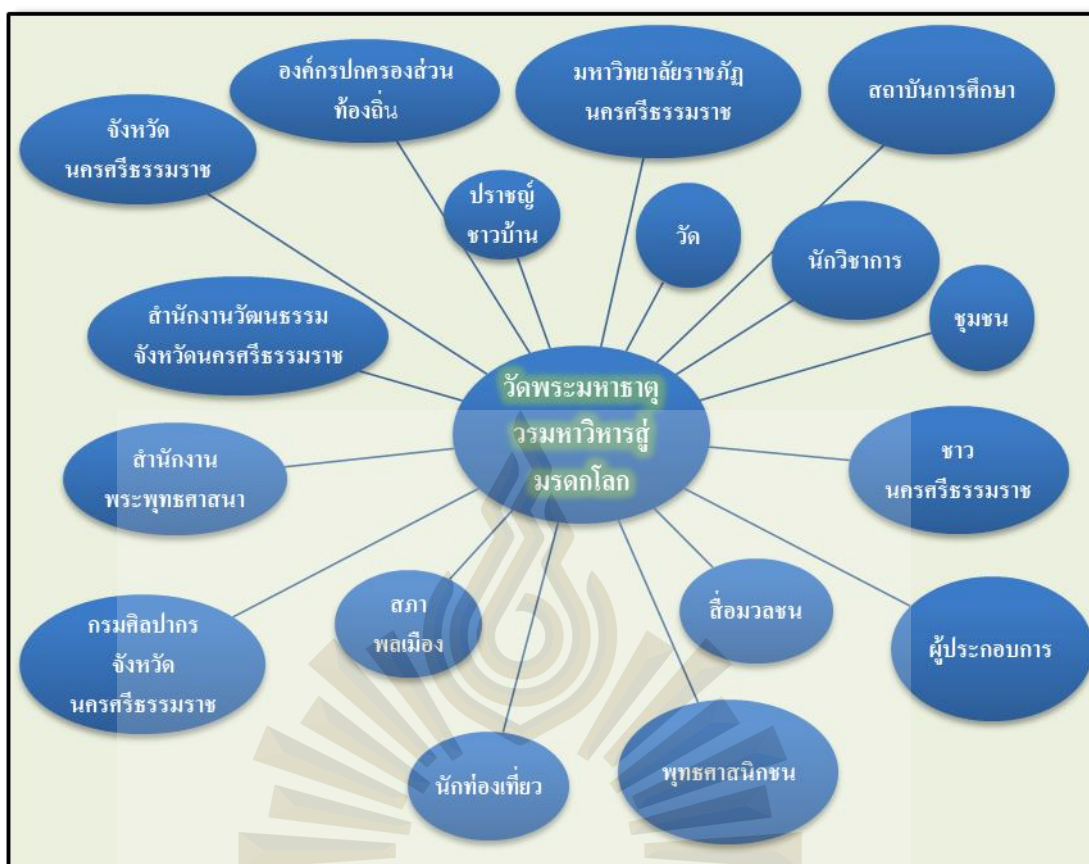 องค์กรปกครองส่วน
ท้องถิ่น
มหาวิทยาลัยราชภัฏ
นครศรีธรรมราช
สถาบันการศึกษา
จังหวัด
นครศรีธรรมราช
ปราชญ์
ชาวบ้าน
วัด
นักวิชาการ
ชุมชน
สำนักงานวัฒนธรรม
จังหวัดนครศรีธรรมราช
วัดพระมหาธาตุ
วรมหาวิหารสู่
มรดกโลก
สำนักงาน
พระพุทธศาสนา
ชาว
นครศรีธรรมราช
กรมศิลปากร
จังหวัด
นครศรีธรรมราช
สภา
พลเมือง
สื่อมวลชน
ผู้ประกอบการ
นักท่องเที่ยว
พุทธศาสนิกชน